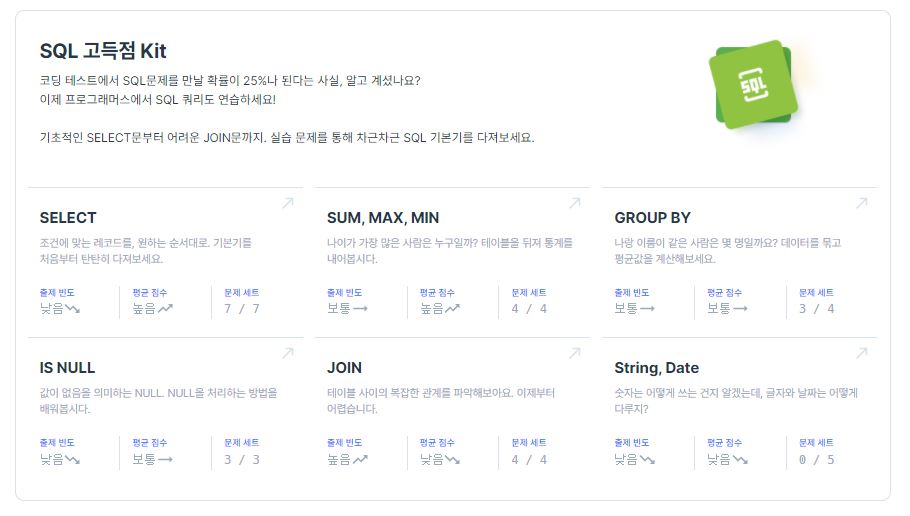 SQL 고득점 Kit
코딩 테스트에서 SQL문제를 만날 확률이 25%나 된다는 사실, 알고 계셨나요?
이제 프로그래머스에서 SQL 쿼리도 연습하세요!
기초적인 SELECT문부터 어려운 JOIN문까지. 실습 문제를 통해 차근차근 SQL 기본기를 다져보세요.
SQL
SELECT
조건에 맞는 레코드를, 원하는 순서대로. 기본기를
처음부터 탄탄히 다져보세요.
출제 빈도
평균 점수
문제 세트
낮음
높음
7 / 7
SUM, MAX, MIN
나이가 가장 많은 사람은 누구일까? 테이블을 뒤져 통계를
내어봅시다.
출제 빈도
평균 점수
문제 세트
보통
높음
4 / 4
GROUP BY
나랑 이름이 같은 사람은 몇 명일까요? 데이터를 묶고
평균값을 계산해보세요.
출제 빈도
평균 점수
문제 세트
보통
보통
3 / 4
IS NULL
값이 없음을 의미하는 NULL. NULL을 처리하는 방법을
배워봅시다.
출제 빈도
평균 점수
문제 세트
낮음
보통
3 / 3
JOIN
테이블 사이의 복잡한 관계를 파악해보아요. 이제부터
어렵습니다.
출제 빈도
평균 점수
문제 세트
높음
낮음
4 / 4
String, Date
숫자는 어떻게 쓰는 건지 알겠는데, 글자와 날짜는 어떻게
다루지?
출제 빈도
평균 점수
문제 세트
낮음
낮음
0 / 5